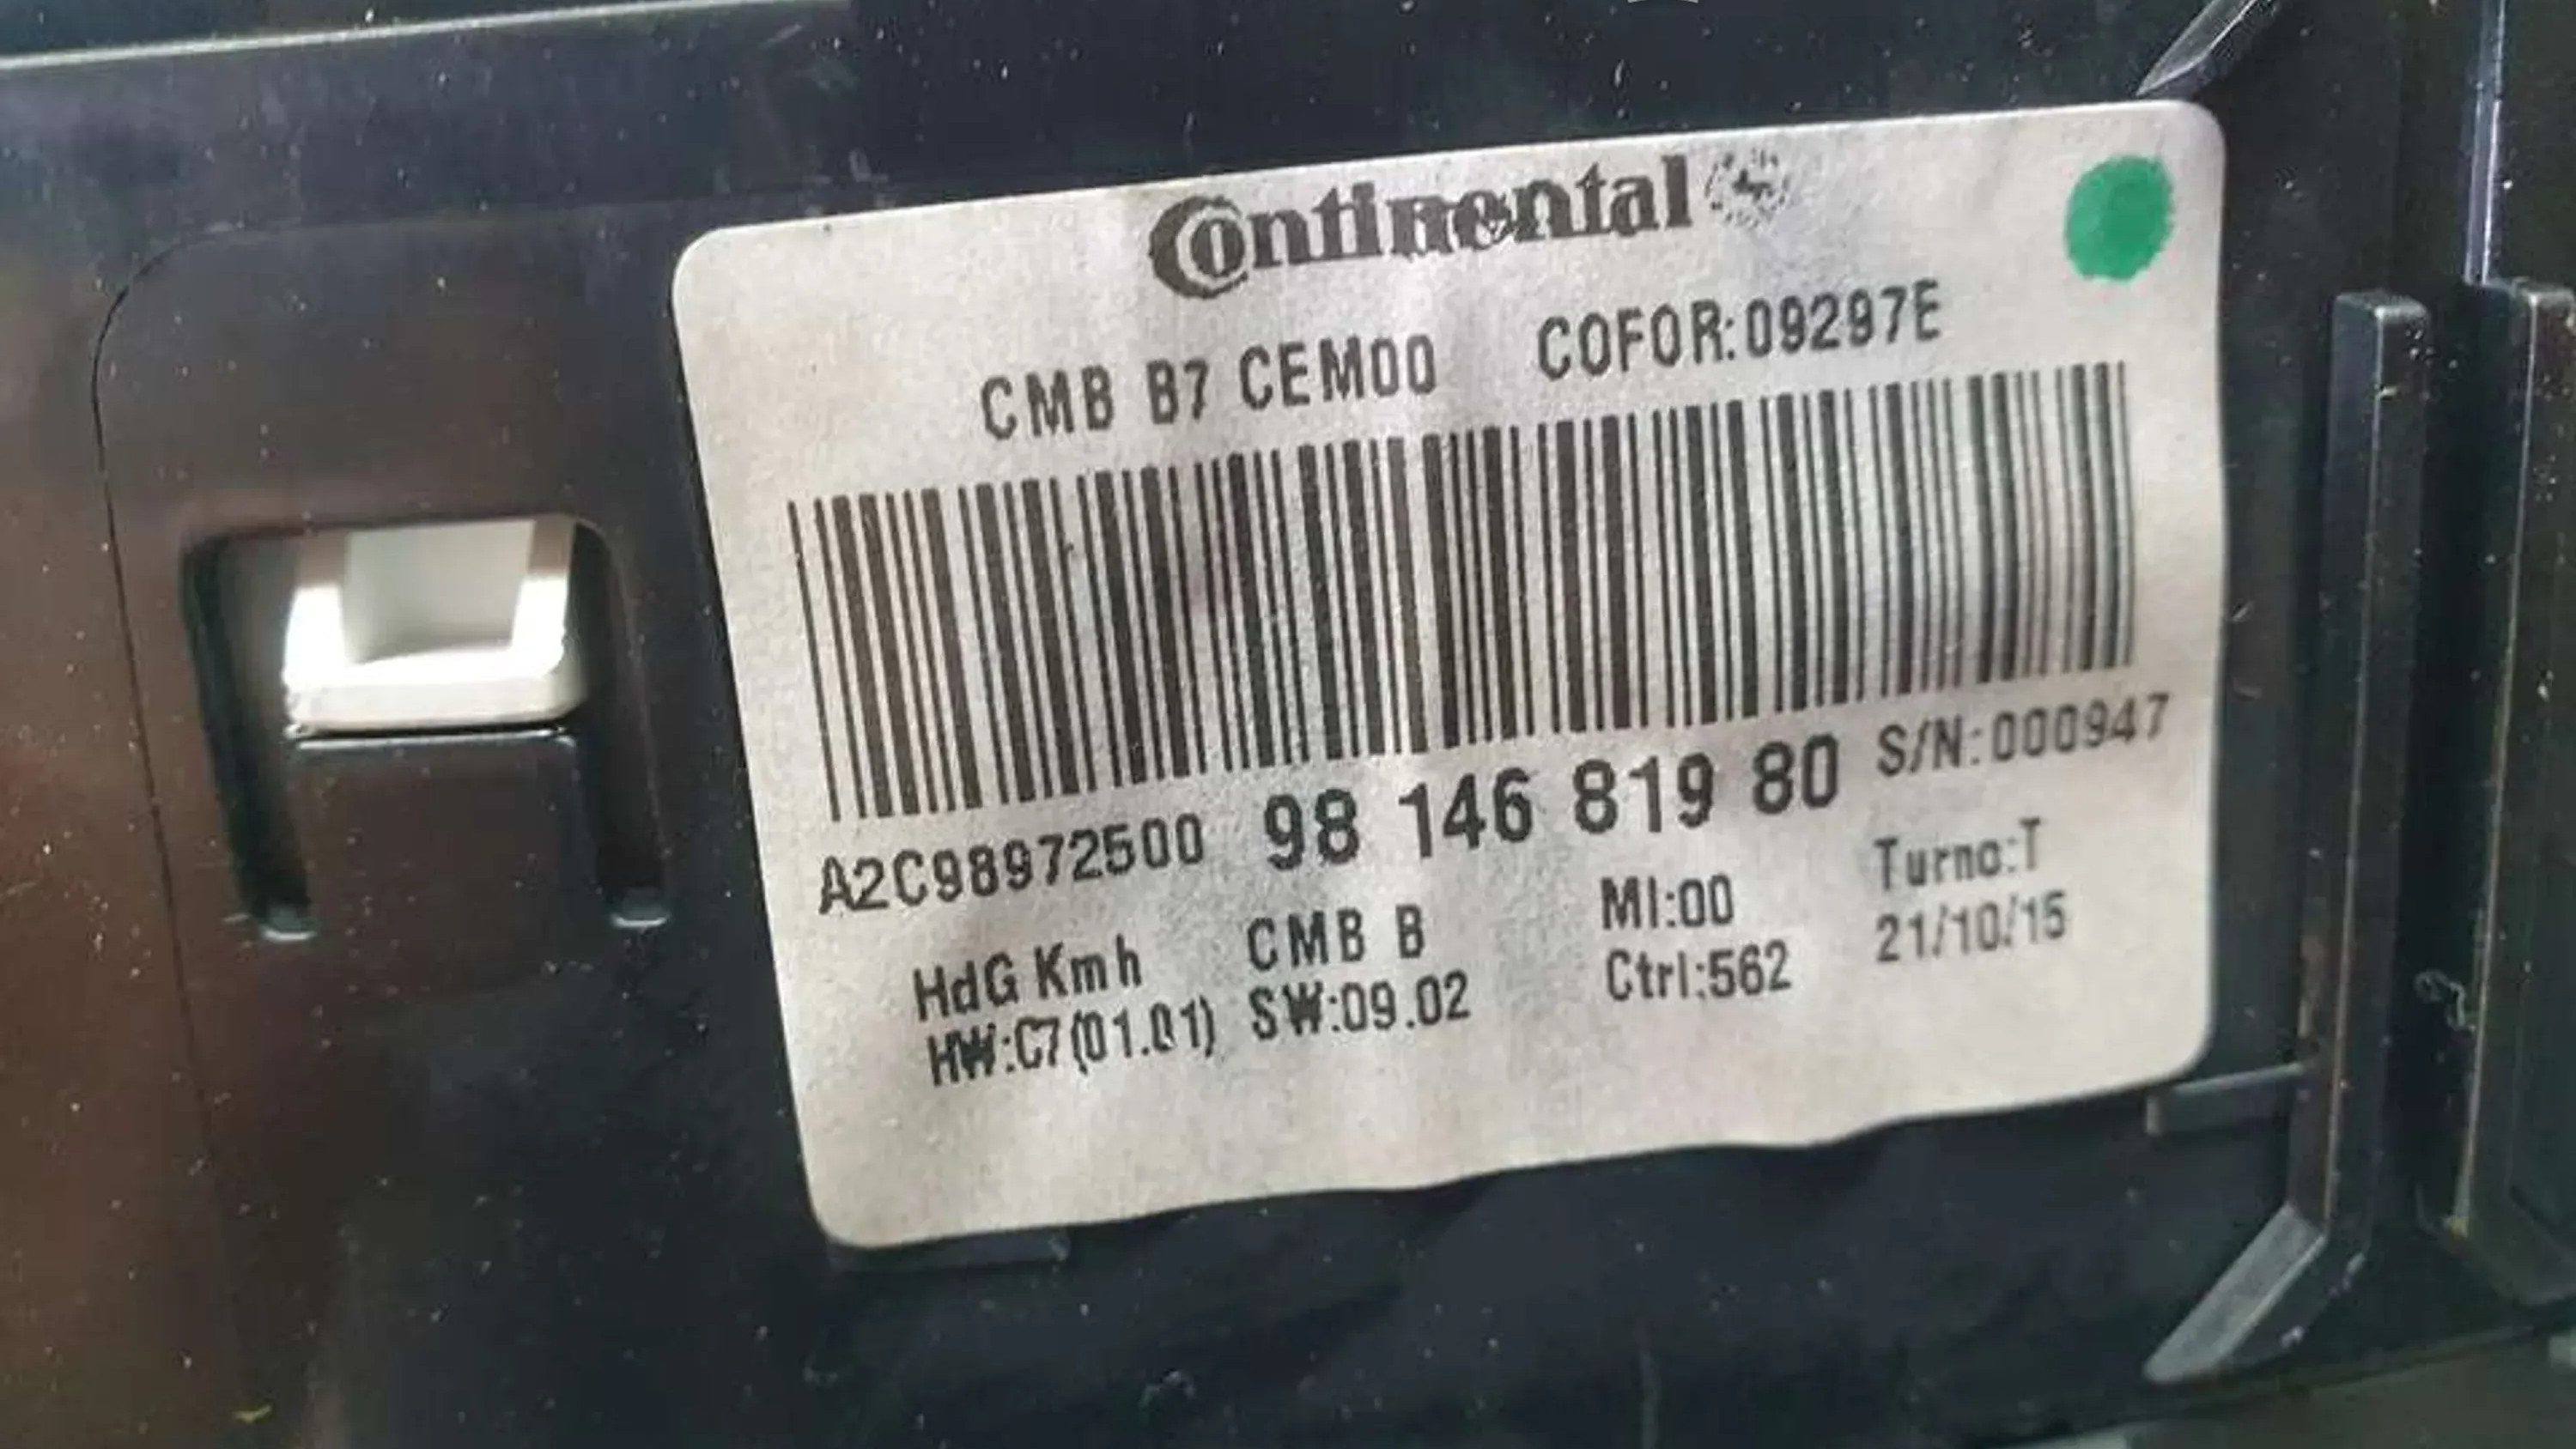 Continental
CMB B7 CEM00 COFOR:09297E
A2C98972500 98 146 819 80 S/N:000947
HdG Kmh CMB B MI:00 Turno:T
HW:C7(01.01) SW:09.02 Ctrl:562 21/10/15